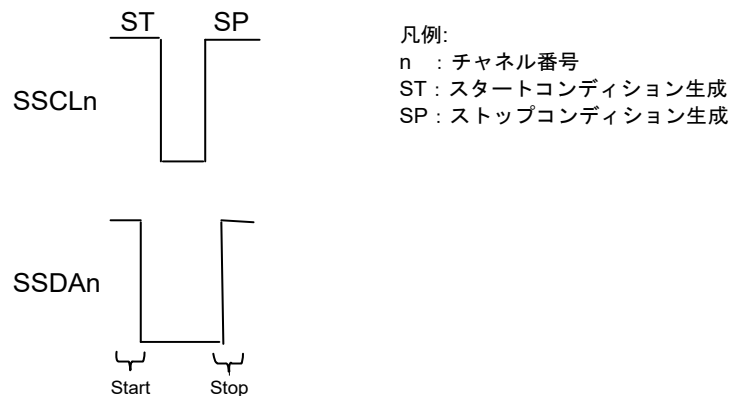 ST SP
SSCLn
SSDAn
Start Stop
凡例:
n ：チャネル番号
ST：スタートコンディション生成
SP：ストップコンディション生成